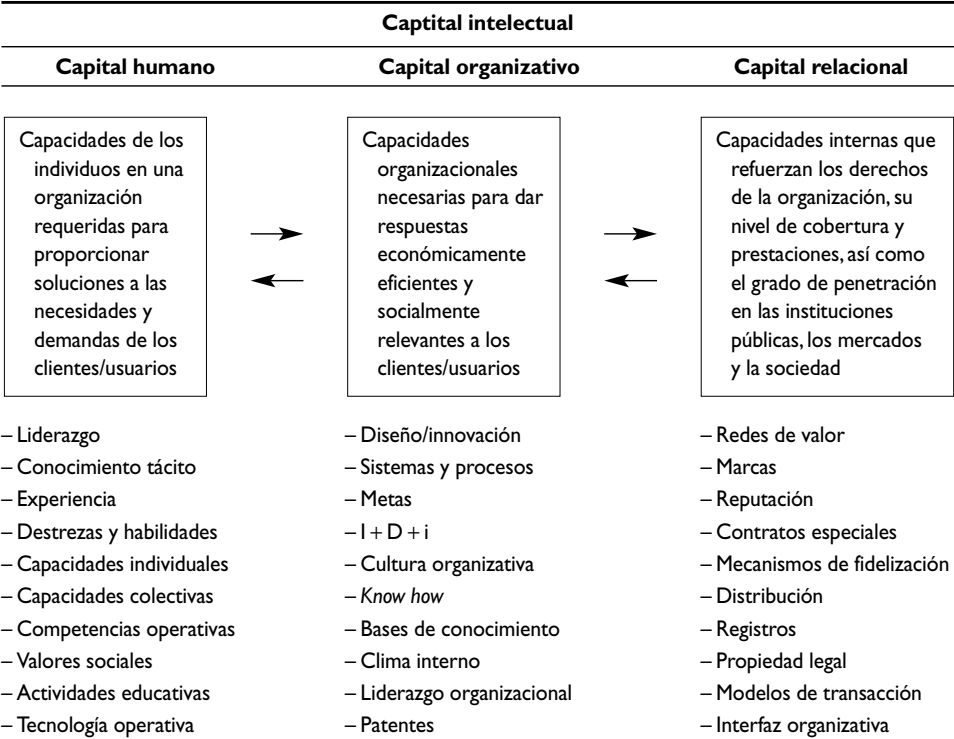 Captital intelectual
Capital humano
Capital organizativo
Capital relacional
Capacidades de los
individuos en una
organización
requeridas para
proporcionar
soluciones a las
necesidades y
demandas de los
clientes/usuarios
Capacidades
organizacionales
necesarias para dar
respuestas
económicamente
eficientes y
socialmente
relevantes a los
clientes/usuarios
Capacidades internas que
refuerzan los derechos
de la organización, su
nivel de cobertura y
prestaciones, así como
el grado de penetración
en las instituciones
públicas, los mercados
y la sociedad
– Liderazgo
– Conocimiento tácito
– Experiencia
– Destrezas y habilidades
– Capacidades individuales
– Capacidades colectivas
– Competencias operativas
– Valores sociales
– Actividades educativas
– Tecnología operativa
– Diseño/innovación
– Sistemas y procesos
– Metas
– I + D + i
– Cultura organizativa
– Know how
– Bases de conocimiento
– Clima interno
– Liderazgo organizacional
– Patentes
– Redes de valor
– Marcas
– Reputación
– Contratos especiales
– Mecanismos de fidelización
– Distribución
– Registros
– Propiedad legal
– Modelos de transacción
– Interfaz organizativa